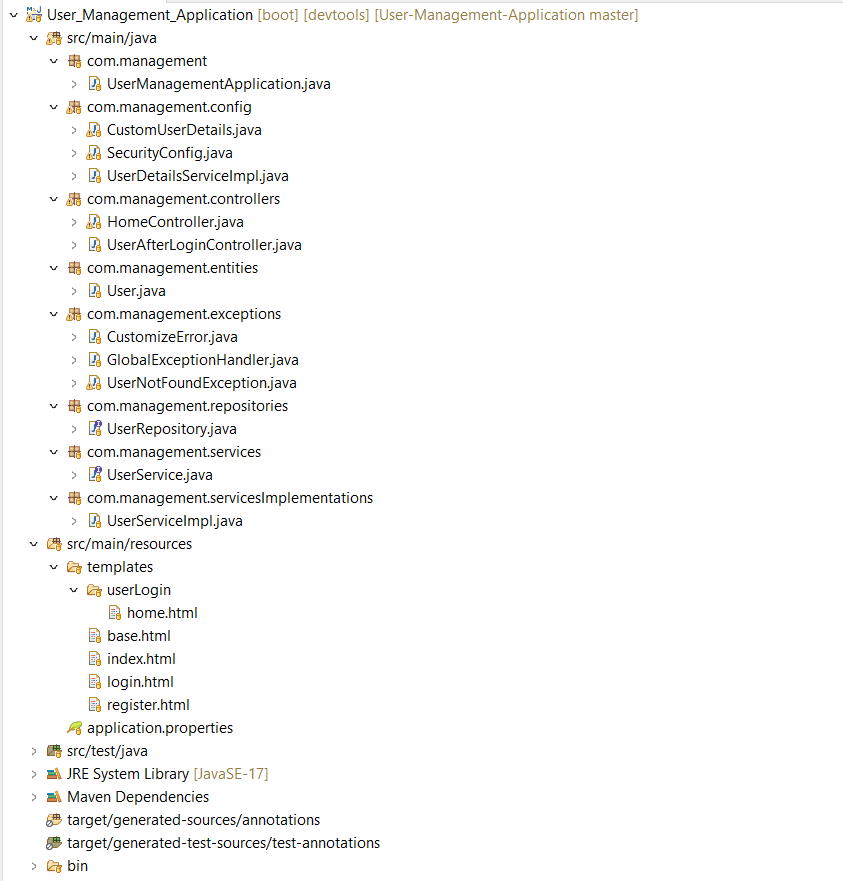 User_Management_Application [boot] [devtools] [User-Management-Application master]
src/main/java
com.management
UserManagementApplication.java
com.management.config
CustomUserDetails.java
SecurityConfig.java
UserDetailsServiceImpl.java
com.management.controllers
HomeController.java
UserAfterLoginController.java
com.management.entities
User.java
com.management.exceptions
CustomizeError.java
GlobalExceptionHandler.java
UserNotFoundException.java
com.management.repositories
UserRepository.java
com.management.services
UserService.java
com.management.servicesImplementations
UserServiceImpl.java
src/main/resources
templates
userLogin
home.html
base.html
index.html
login.html
register.html
application.properties
src/test/java
JRE System Library [JavaSE-17]
Maven Dependencies
target/generated-sources/annotations
target/generated-test-sources/test-annotations
bin